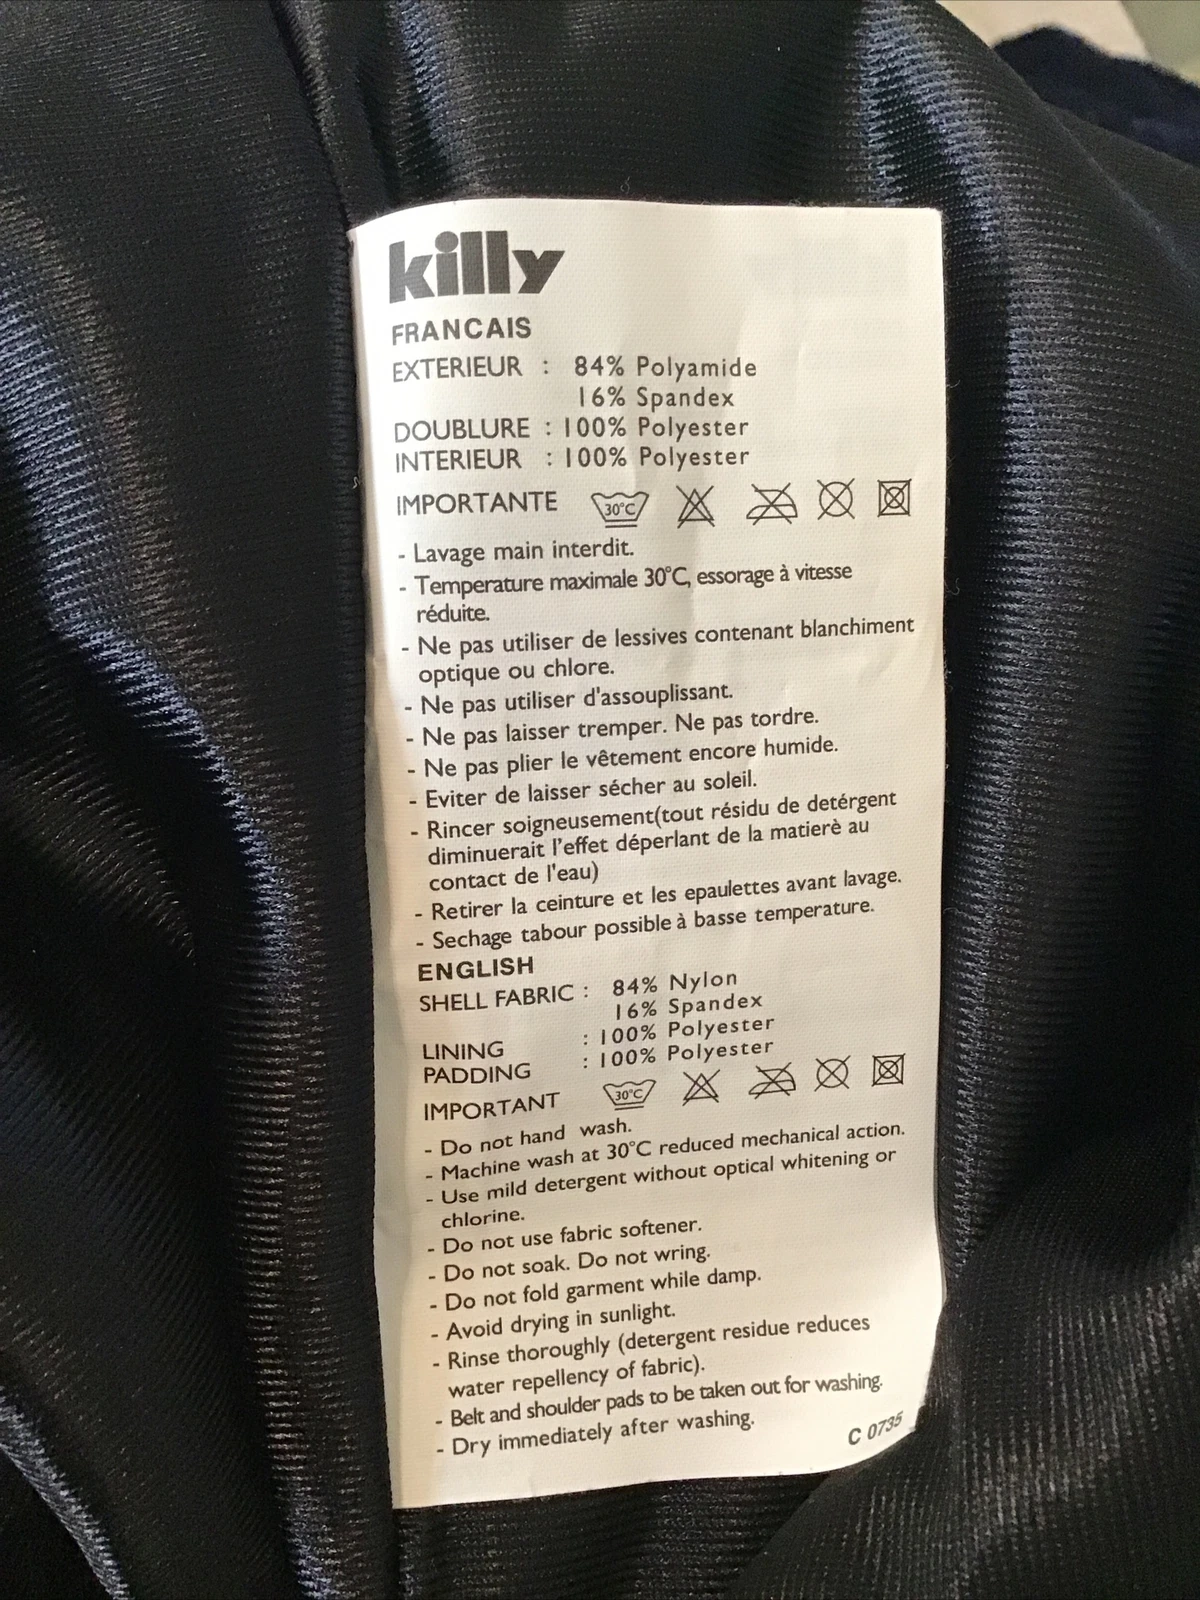 killy
FRANCAIS
EXTERIEUR : 84% Polyamide
16% Spandex
DOUBLURE : 100% Polyester
INTERIEUR : 100% Polyester
IMPORTANTE 30°C
- Lavage main interdit.
- Temperature maximale 30°C, essorage à vitesse
réduite.
- Ne pas utiliser de lessives contenant blanchiment
optique ou chlore.
- Ne pas utiliser d'assouplissant.
- Ne pas laisser tremper. Ne pas tordre.
- Ne pas plier le vêtement encore humide.
- Eviter de laisser sécher au soleil.
- Rincer soigneusement(tout résidu de detérgent
diminuerait l'effet déperlant de la matierè au
contact de l'eau)
- Retirer la ceinture et les epaulettes avant lavage.
- Sechage tabour possible à basse temperature.
ENGLISH
SHELL FABRIC : 84% Nylon
16% Spandex
LINING : 100% Polyester
PADDING : 100% Polyester
IMPORTANT 30°C
- Do not hand wash.
- Machine wash at 30°C reduced mechanical action.
- Use mild detergent without optical whitening or
chlorine.
- Do not use fabric softener.
- Do not soak. Do not wring.
- Do not fold garment while damp.
- Avoid drying in sunlight.
- Rinse thoroughly (detergent residue reduces
water repellency of fabric).
- Belt and shoulder pads to be taken out for washing.
- Dry immediately after washing.
C 0735